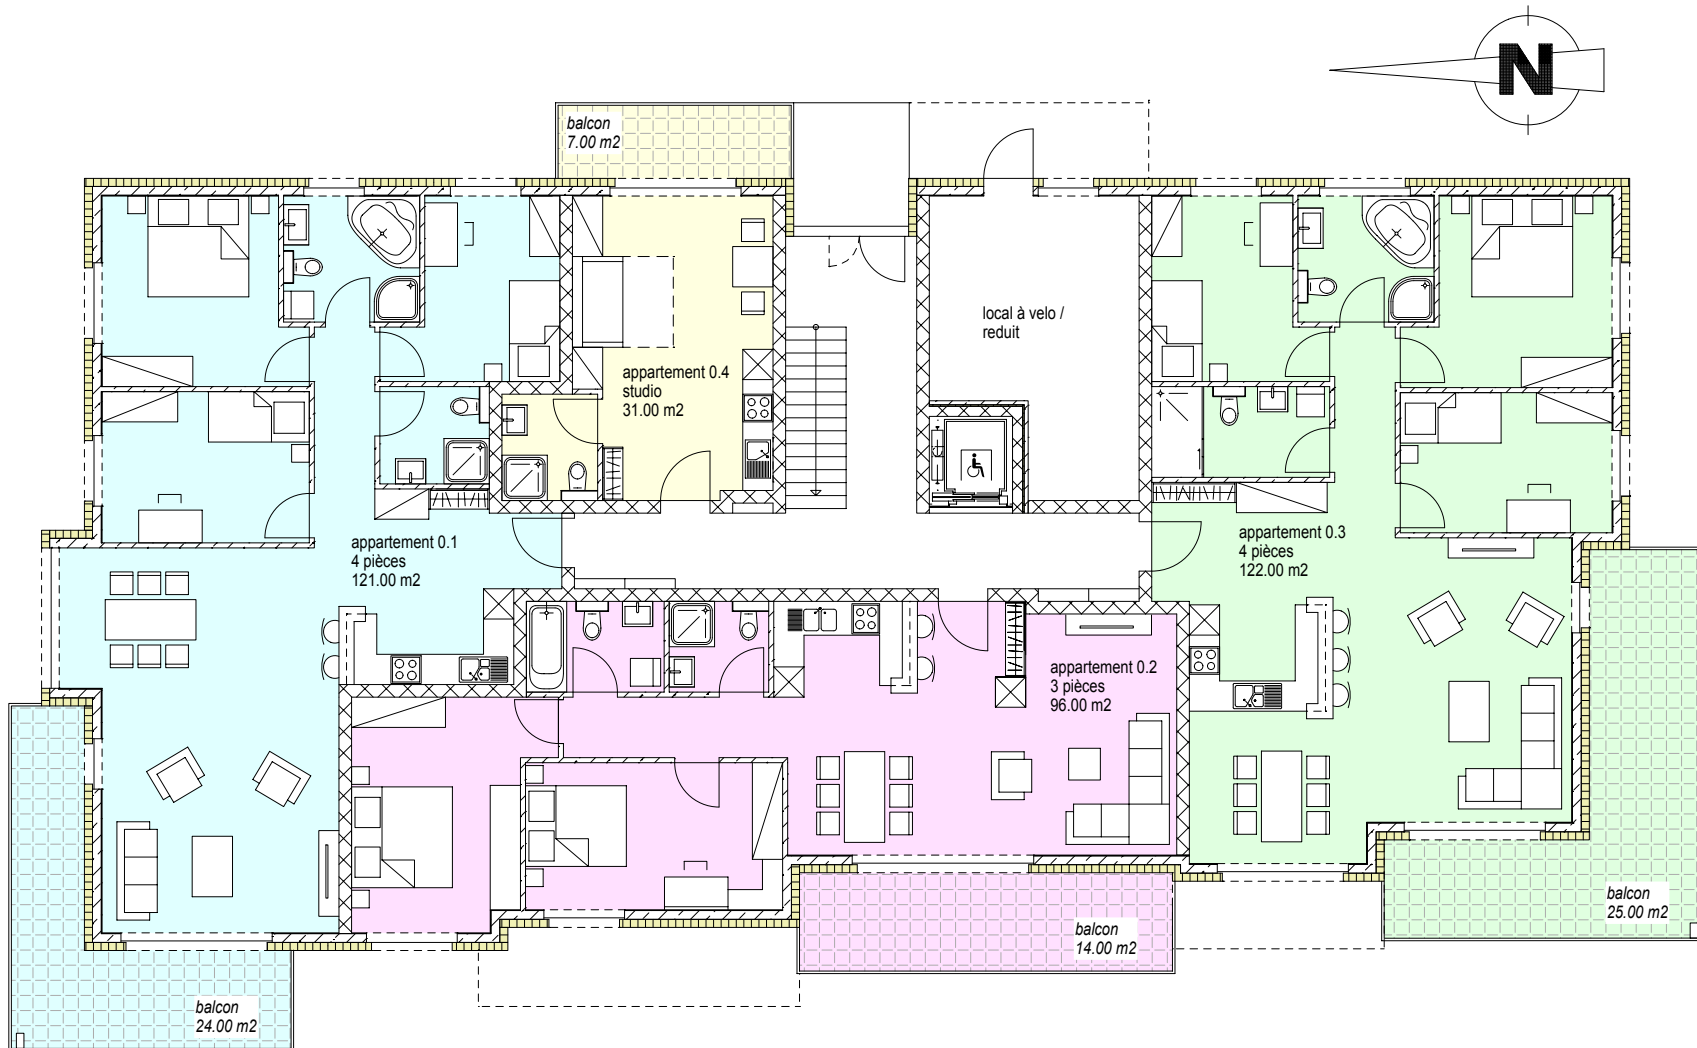 N
balcon
7.00 m2
local à velo /
reduit
appartement 0.4
studio
31.00 m2
appartement 0.1
4 pièces
121.00 m2
appartement 0.3
4 pièces
122.00 m2
appartement 0.2
3 pièces
96.00 m2
balcon
25.00 m2
balcon
14.00 m2
balcon
24.00 m2